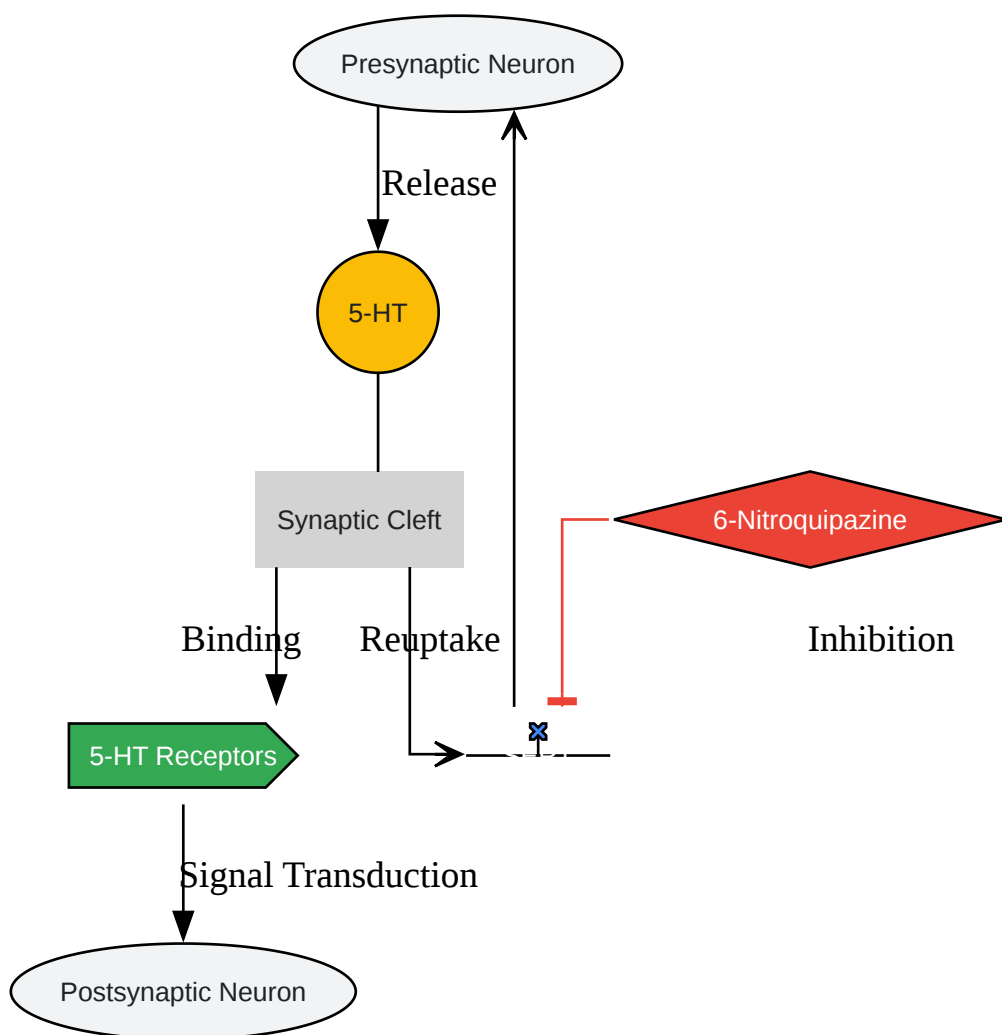 Presynaptic Neuron
Release
5-HT
Synaptic Cleft
6-Nitroquipazine
Binding
Reuptake
Inhibition
5-HT Receptors
Signal Transduction
Postsynaptic Neuron